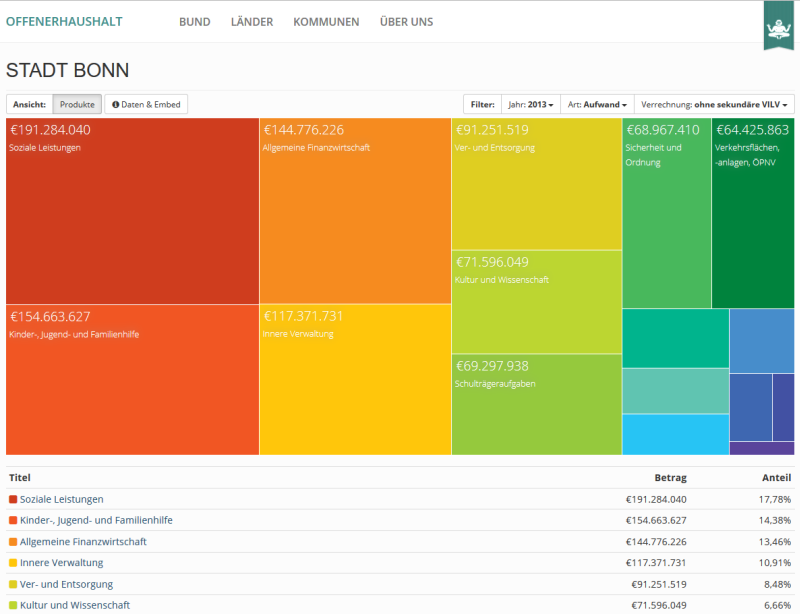 OFFENERHAUSHALT BUND LÄNDER KOMMUNEN ÜBER UNS
STADT BONN
Ansicht: Produkte Daten & Embed Filter: Jahr: 2013 Art: Aufwand Verrechnung: ohne sekundäre VILV
€191.284.040
Soziale Leistungen
€144.776.226
Allgemeine Finanzwirtschaft
€91.251.519
Ver- und Entsorgung
€68.967.410
Sicherheit und
Ordnung
€64.425.863
Verkehrsflächen,
-anlagen, ÖPNV
€71.596.049
Kultur und Wissenschaft
€154.663.627
Kinder-, Jugend- und Familienhilfe
€117.371.731
Innere Verwaltung
€69.297.938
Schulträgeraufgaben
Titel Betrag Anteil
Soziale Leistungen €191.284.040 17,78%
Kinder-, Jugend- und Familienhilfe €154.663.627 14,38%
Allgemeine Finanzwirtschaft €144.776.226 13,46%
Innere Verwaltung €117.371.731 10,91%
Ver- und Entsorgung €91.251.519 8,48%
Kultur und Wissenschaft €71.596.049 6,66%